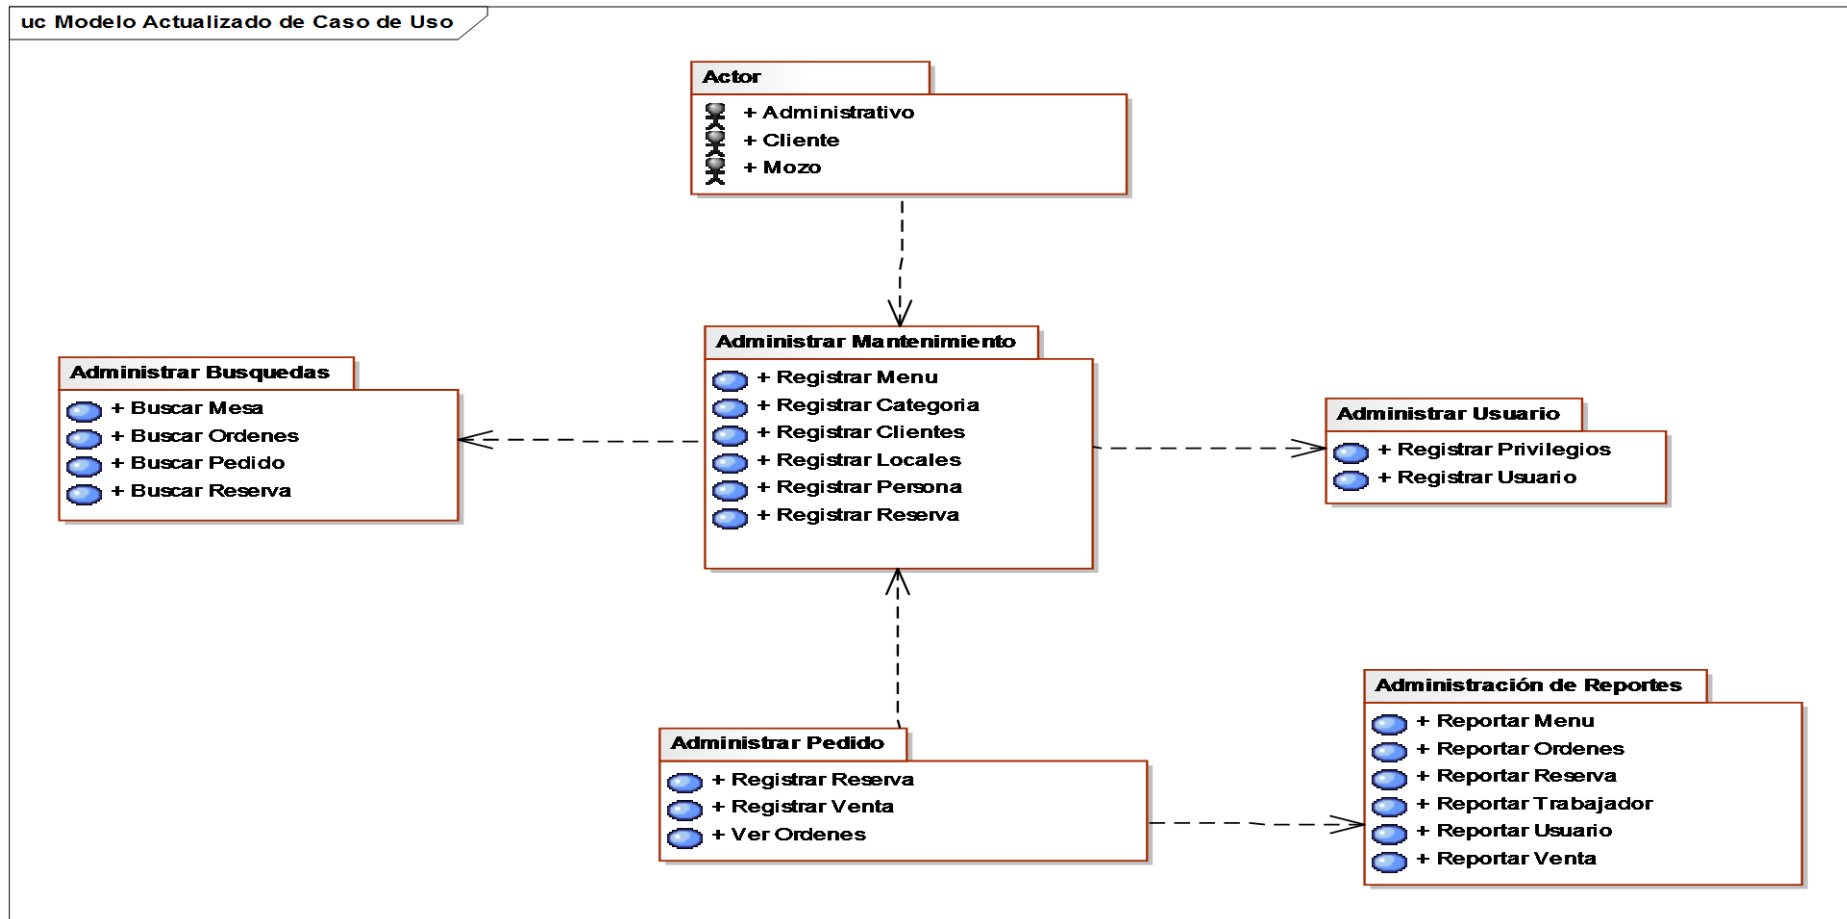 uc Modelo Actualizado de Caso de Uso
Actor
+ Administrativo
+ Cliente
+ Mozo
Administrar Busquedas
+ Buscar Mesa
+ Buscar Ordenes
+ Buscar Pedido
+ Buscar Reserva
Administrar Mantenimiento
+ Registrar Menu
+ Registrar Categoria
+ Registrar Clientes
+ Registrar Locales
+ Registrar Persona
+ Registrar Reserva
Administrar Usuario
+ Registrar Privilegios
+ Registrar Usuario
Administrar Pedido
+ Registrar Reserva
+ Registrar Venta
+ Ver Ordenes
Administración de Reportes
+ Reportar Menu
+ Reportar Ordenes
+ Reportar Reserva
+ Reportar Trabajador
+ Reportar Usuario
+ Reportar Venta